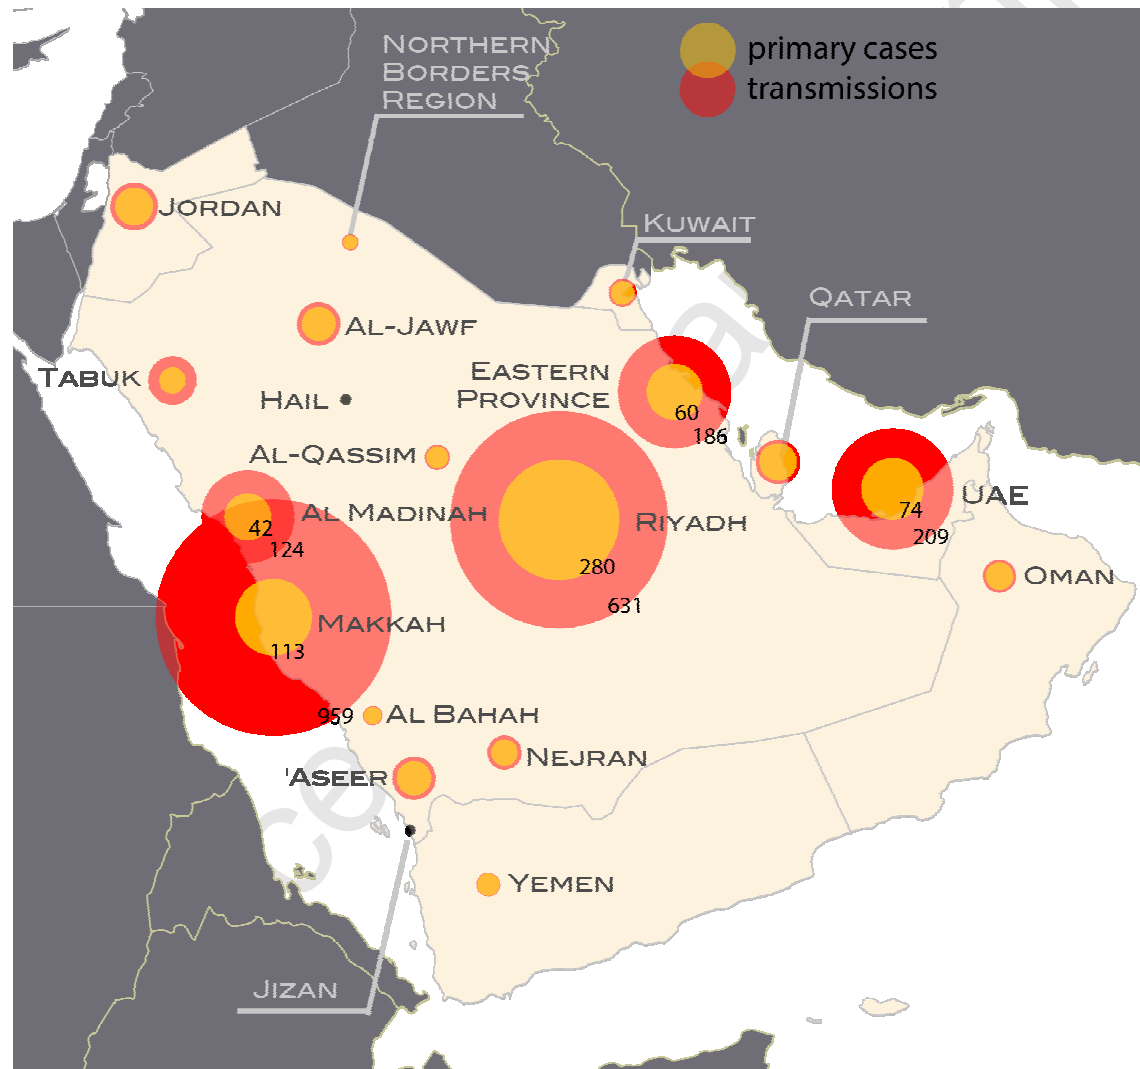 NORTHERN
BORDERS
REGION
primary cases
transmissions
JORDAN
KUWAIT
QATAR
AL-JAWF
TABUK
EASTERN
PROVINCE
HAIL
60
186
AL-QASSIM
AL MADINAH
42
124
RIYADH
280
631
UAE
74
209
OMAN
MAKKAH
113
959
AL BAHAH
NEJRAN
'ASEER
YEMEN
JIZAN